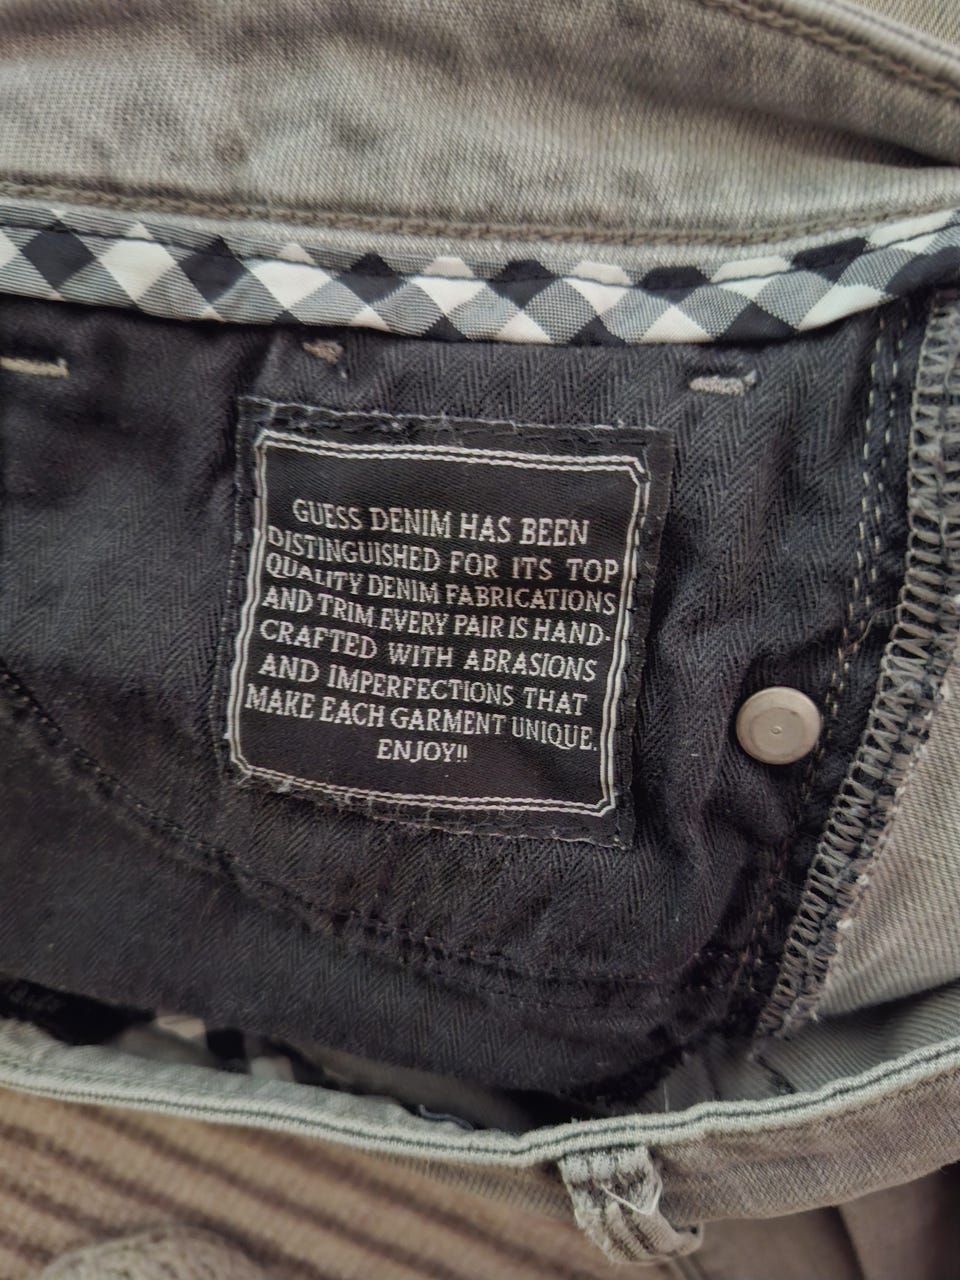 GUESS DENIM HAS BEEN
DISTINGUISHED FOR ITS TOP
QUALITY DENIM FABRICATIONS
AND TRIM EVERY PAIR IS HAND-
CRAFTED WITH ABRASIONS
AND IMPERFECTIONS THAT
MAKE EACH GARMENT UNIQUE.
ENJOY!!